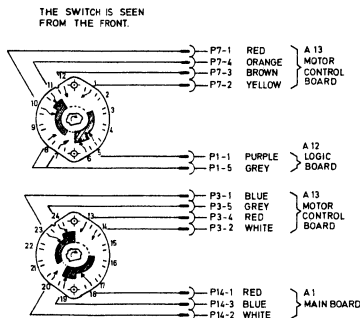 THE SWITCH IS SEEN
FROM THE FRONT.
P7-1 RED A 13
P7-4 ORANGE MOTOR
P7-3 BROWN CONTROL
P7-2 YELLOW BOARD
12
11
1
10
2
3
9
4
8
5
7
6
P1-1 PURPLE A 12
LOGIC
P1-5 GREY BOARD
P3-1 BLUE A 13
P3-5 GREY MOTOR
P3-4 RED CONTROL
P3-2 WHITE BOARD
24
13
23
14
22
15
21
16
20
17
19
18
P14-1 RED A 1
P14-3 BLUE MAIN BOARD
P14-2 WHITE